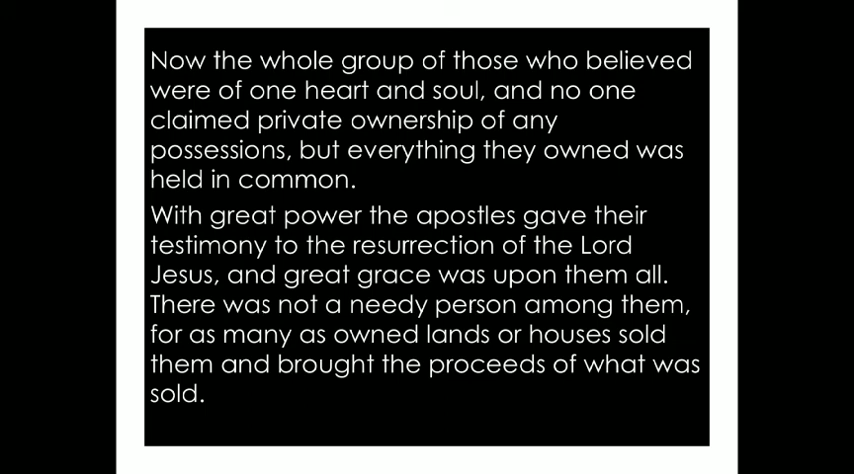 Now the whole group of those who believed
were of one heart and soul, and no one
claimed private ownership of any
possessions, but everything they owned was
held in common.
With great power the apostles gave their
testimony to the resurrection of the Lord
Jesus, and great grace was upon them all.
There was not a needy person among them,
for as many as owned lands or houses sold
them and brought the proceeds of what was
sold.